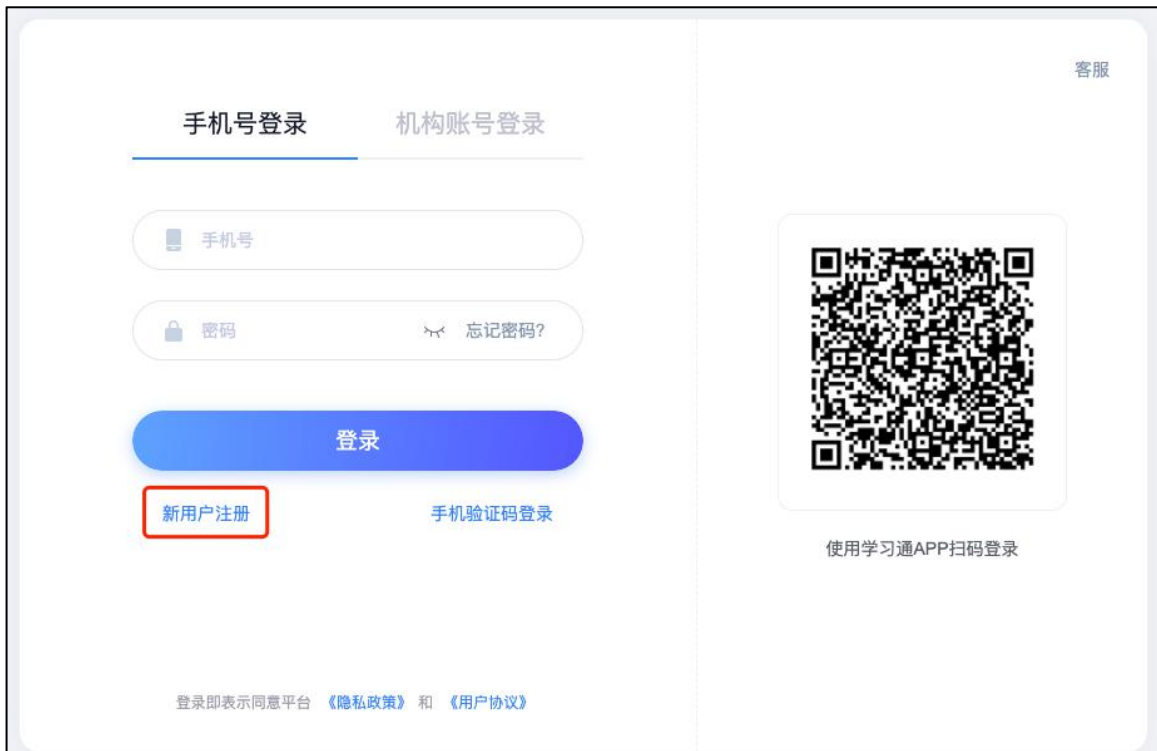 客服
手机号登录 机构账号登录
手机号
密码 忘记密码?
登录
新用户注册 手机验证码登录
使用学习通APP扫码登录
登录即表示同意平台 《隐私政策》 和 《用户协议》